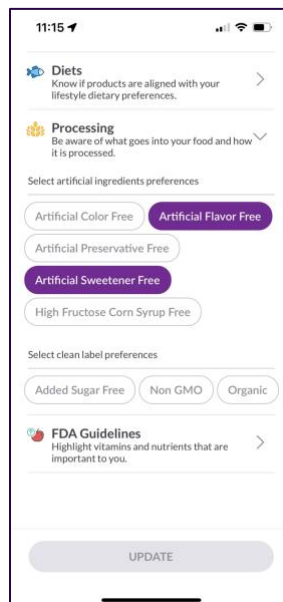 11:15
Diets
Know if products are aligned with your
lifestyle dietary preferences.
Processing
Be aware of what goes into your food and how
it is processed.
Select artificial ingredients preferences
Artificial Color Free
Artificial Flavor Free
Artificial Preservative Free
Artificial Sweetener Free
High Fructose Corn Syrup Free
Select clean label preferences
Added Sugar Free
Non GMO
Organic
FDA Guidelines
Highlight vitamins and nutrients that are
important to you.
UPDATE